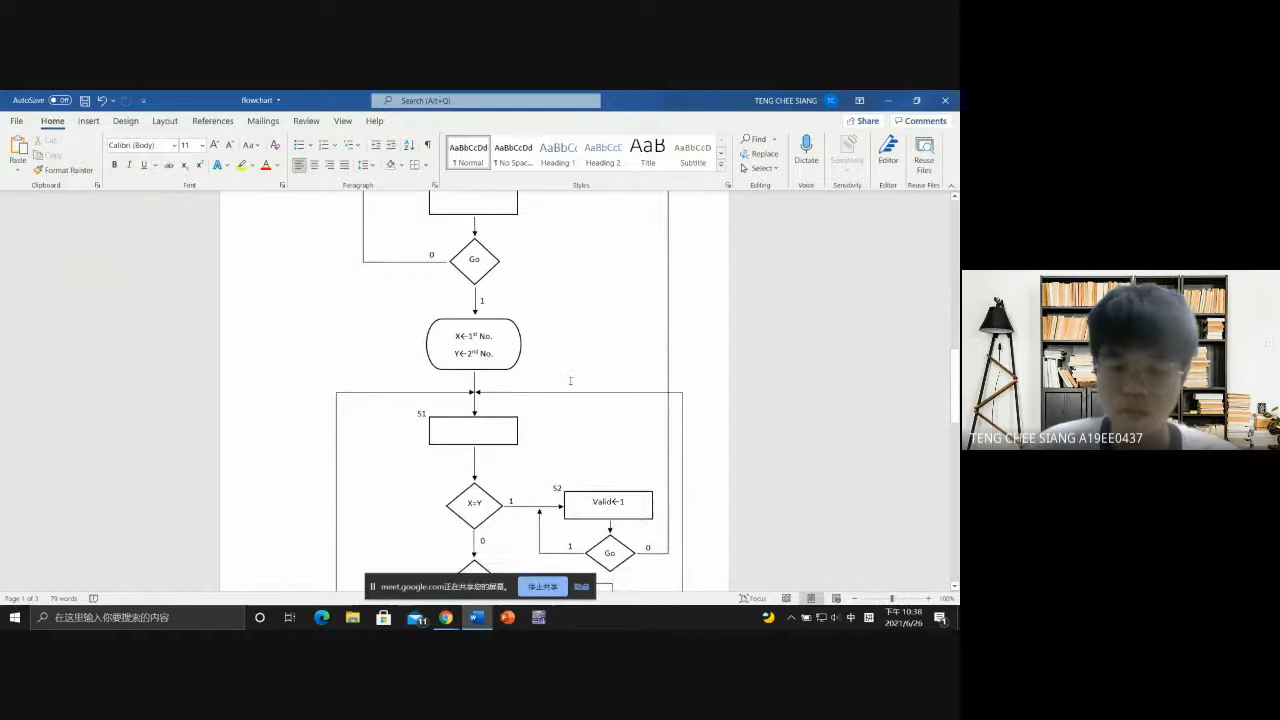 AutoSave Off
flowchart
Search (Alt+Q)
TENG CHEE SIANG TC
File Home Insert Design Layout References Mailings Review View Help
Share Comments
Paste
Cut
Copy
Format Painter
Clipboard
Calibri (Body) 11
Font
Paragraph
AaBbCcDd AaBbCcDd AaBbCc AaBbCcC AaB AaBbCcD
¶ Normal ¶ No Spac... Heading 1 Heading 2 Title Subtitle
Styles
Find
Replace
Select
Editing
Dictate
Voice
Sensitivity
Sensitivity
Editor
Editor
Reuse Files
Reuse Files
Go
0
1
X←1st No.
Y←2nd No.
S1
X=Y
1
0
S2
Valid←1
Go
1
0
meet.google.com正在共享您的屏幕。 停止共享
Page 1 of 3 79 words
Focus
100%
在这里输入你要搜索的内容
11
中
下午 10:38
2021/6/26
1
TENG CHEE SIANG A19EE0437